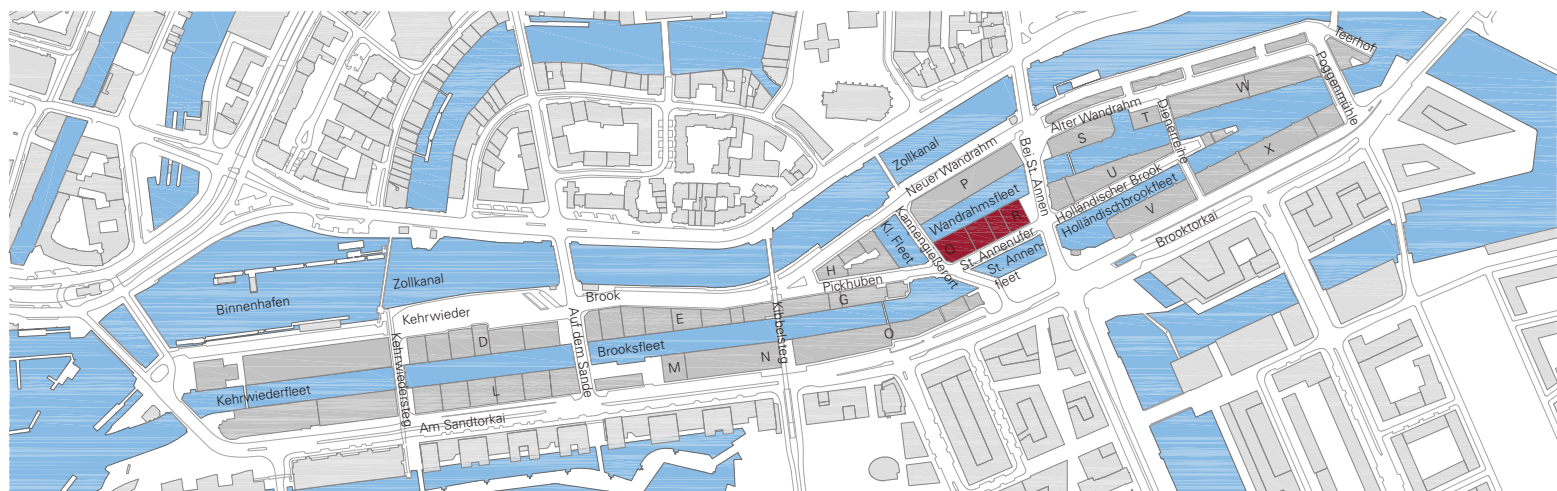 Teerhof
Poggenmühle
W
Dienerreihe
Alter Wandrahm
T
S
Zollkanal
Neuer Wandrahm
Bei St. Annen
X
U
P
Holländischer Brook
Holländischbrookfleet
V
Wandrahmsfleet
R
Kannengießerort
Kl. Fleet
Q
St. Annenufer
St. Annen-
fleet
Brooktorkai
H
Pickhuben
G
Zollkanal
Binnenhafen
Brook
Kehrwieder
E
Kibbelsteg
Auf dem Sande
O
D
Brooksfleet
N
M
Kehrwiedersteg
L
Kehrwiederfleet
Am Sandtorkai